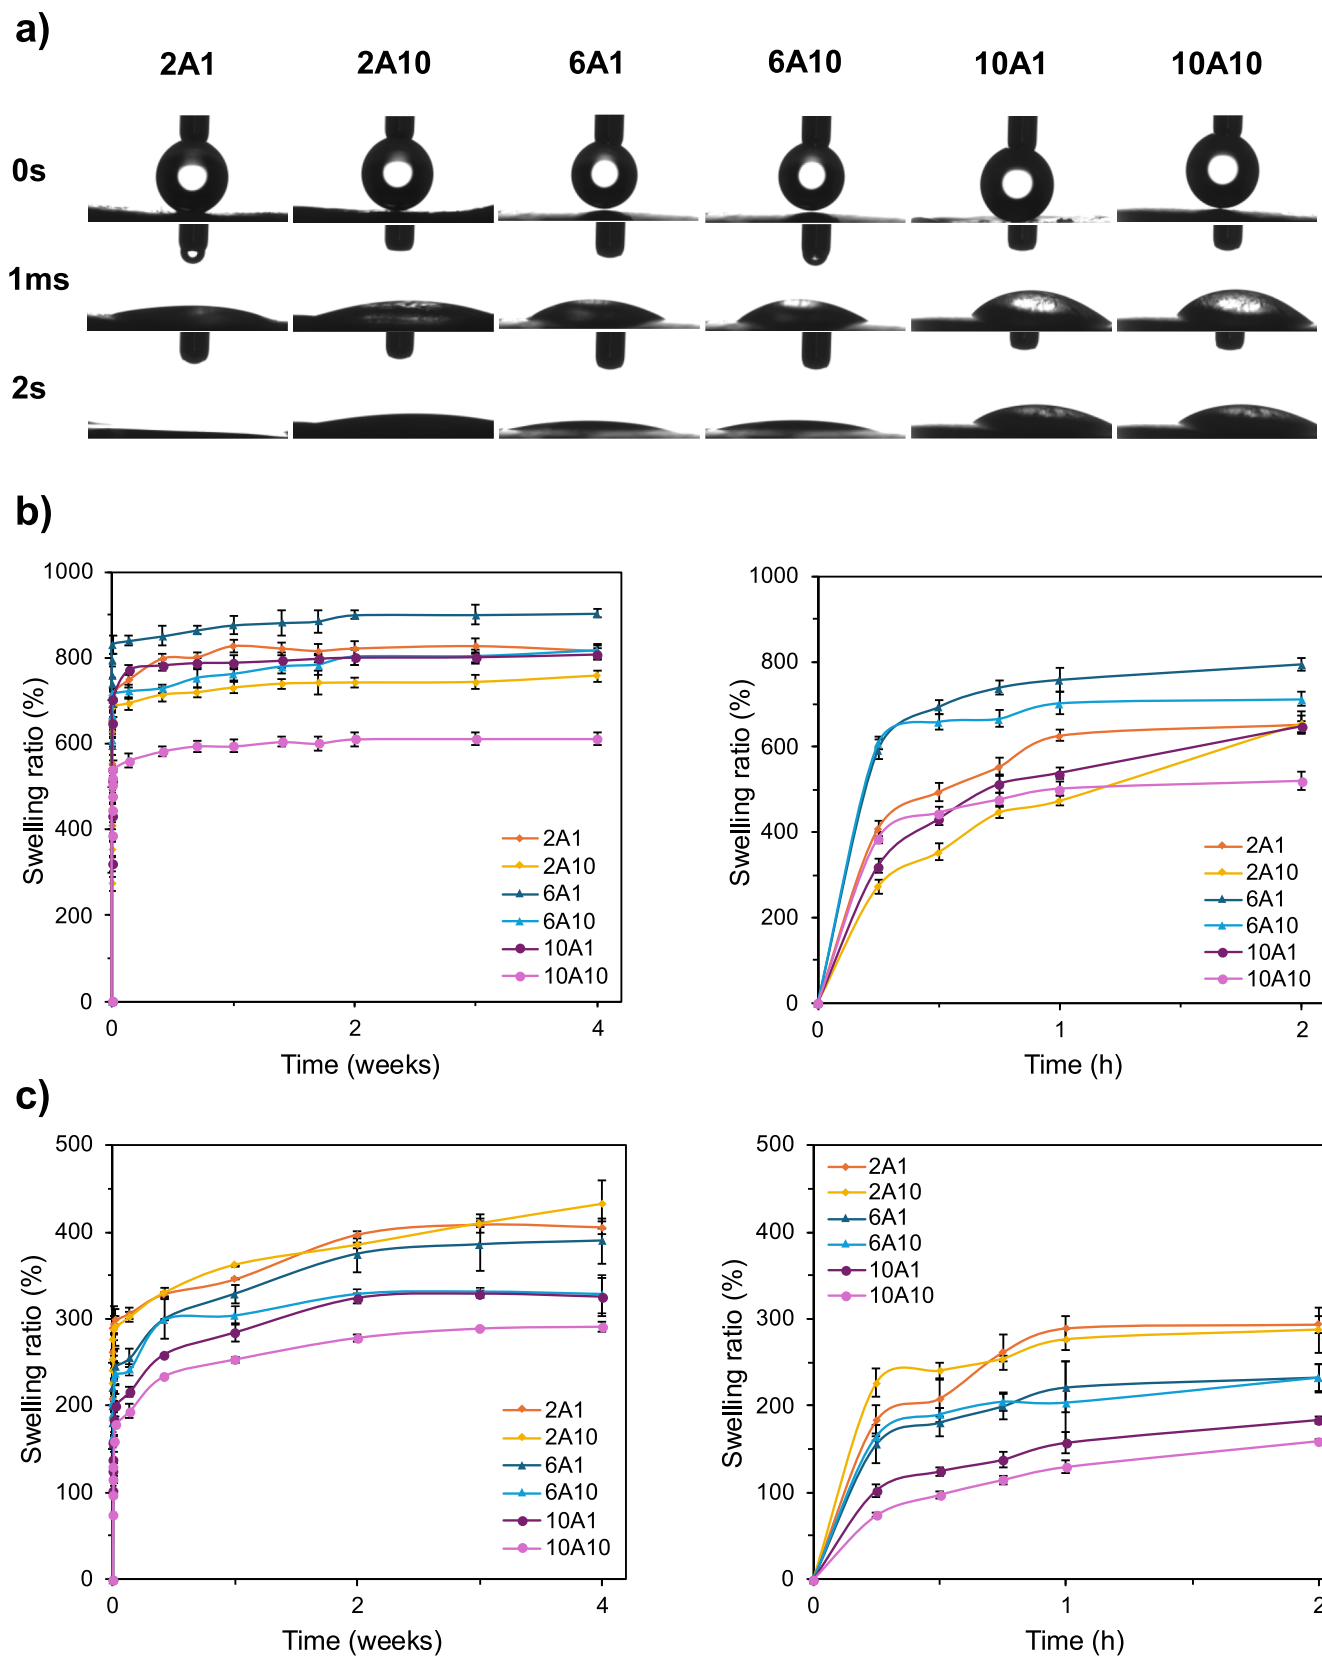 a)
2A1 2A10 6A1 6A10 10A1 10A10
0s
1ms
2s
b)
1000
800
600
400
200
0
Swelling ratio (%)
0 2 4
Time (weeks)
2A1
2A10
6A1
6A10
10A1
10A10
1000
800
600
400
200
0
Swelling ratio (%)
0 1 2
Time (h)
2A1
2A10
6A1
6A10
10A1
10A10
c)
500
400
300
200
100
0
Swelling ratio (%)
0 2 4
Time (weeks)
2A1
2A10
6A1
6A10
10A1
10A10
500
400
300
200
100
0
Swelling ratio (%)
0 1 2
Time (h)
2A1
2A10
6A1
6A10
10A1
10A10